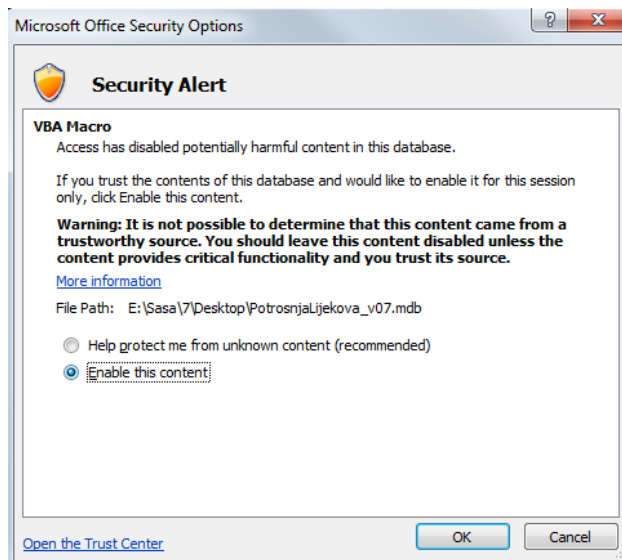 Microsoft Office Security Options
?
X
Security Alert
VBA Macro
Access has disabled potentially harmful content in this database.
If you trust the contents of this database and would like to enable it for this session
only, click Enable this content.
Warning: It is not possible to determine that this content came from a
trustworthy source. You should leave this content disabled unless the
content provides critical functionality and you trust its source.
More information
File Path: E:\Sasa\7\Desktop\PotrosnjaLijekova_v07.mdb
Help protect me from unknown content (recommended)
Enable this content
Open the Trust Center
OK
Cancel